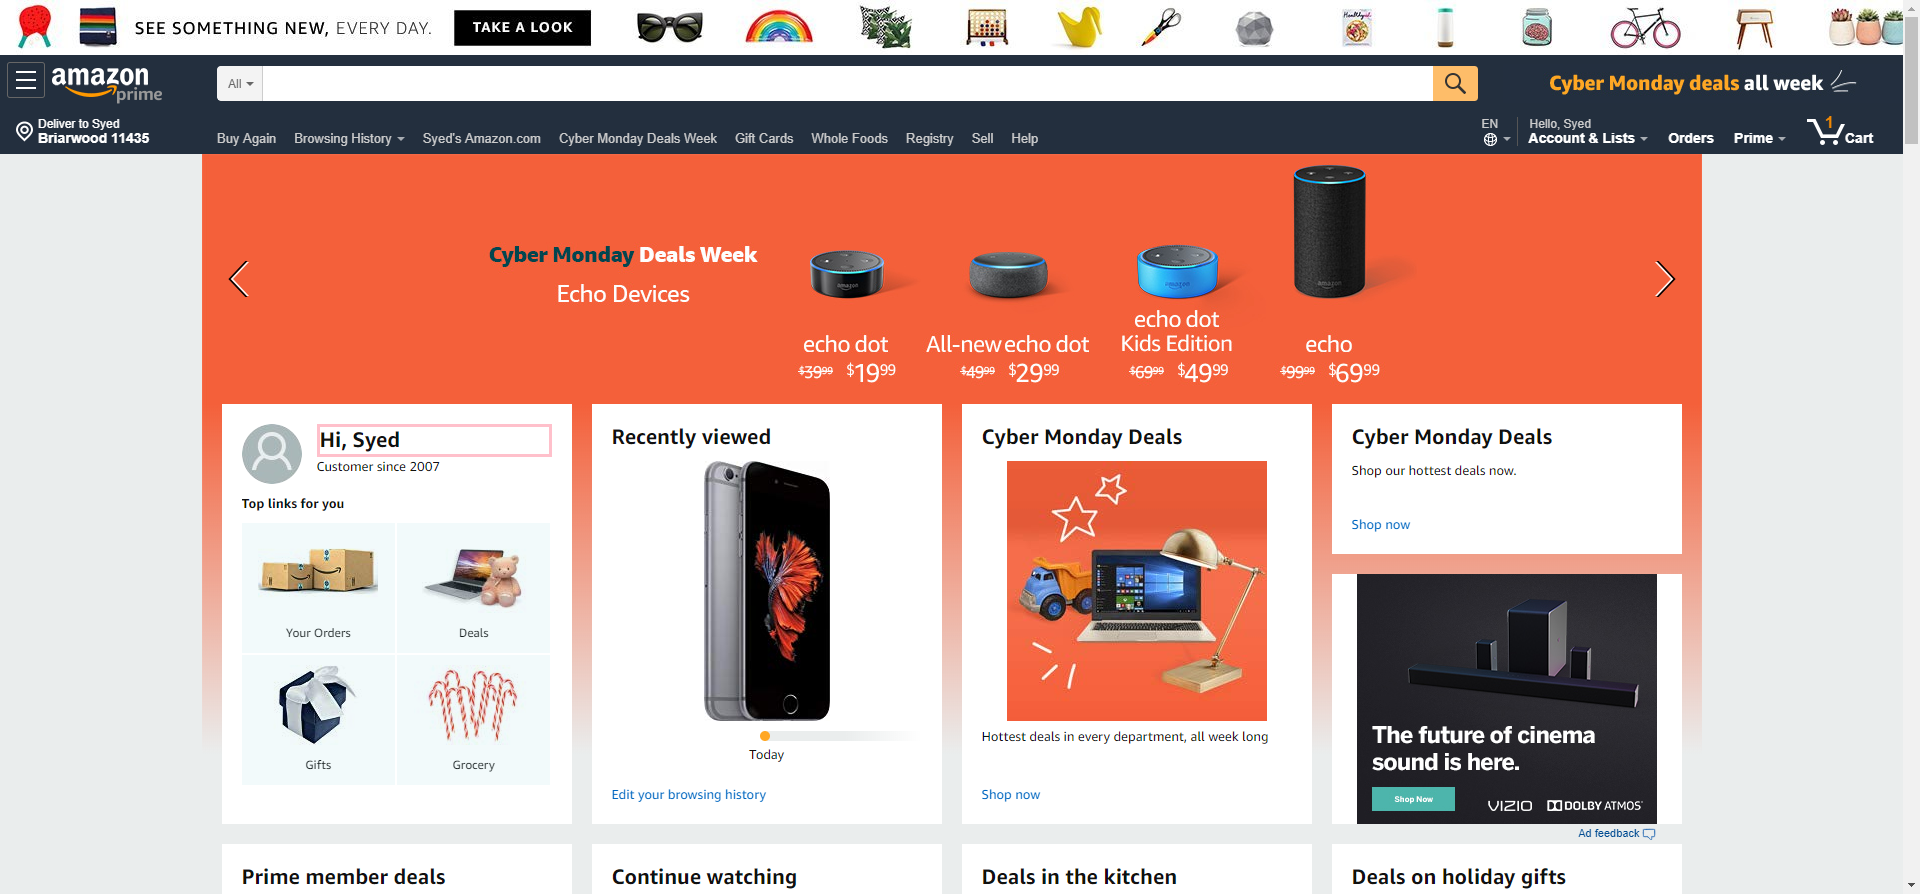 SEE SOMETHING NEW, EVERY DAY.
TAKE A LOOK
Healthyish
amazon prime
All
Cyber Monday deals all week
Deliver to Syed
Briarwood 11435
Buy Again Browsing History Syed's Amazon.com Cyber Monday Deals Week Gift Cards Whole Foods Registry Sell Help
EN
Hello, Syed
Account & Lists Orders Prime 1 Cart
Cyber Monday Deals Week
Echo Devices
amazon
amazon
amazon
amazon
echo dot
$39.99 $19.99
All-new echo dot
$49.99 $29.99
echo dot
Kids Edition
$69.99 $49.99
echo
$99.99 $69.99
Hi, Syed
Customer since 2007
Top links for you
Your Orders
Deals
Gifts
Grocery
Recently viewed
Today
Edit your browsing history
Cyber Monday Deals
Hottest deals in every department, all week long
Shop now
Cyber Monday Deals
Shop our hottest deals now.
Shop now
The future of cinema
sound is here.
Shop Now
VIZIO DOLBY ATMOS
Ad feedback
Prime member deals
Continue watching
Deals in the kitchen
Deals on holiday gifts